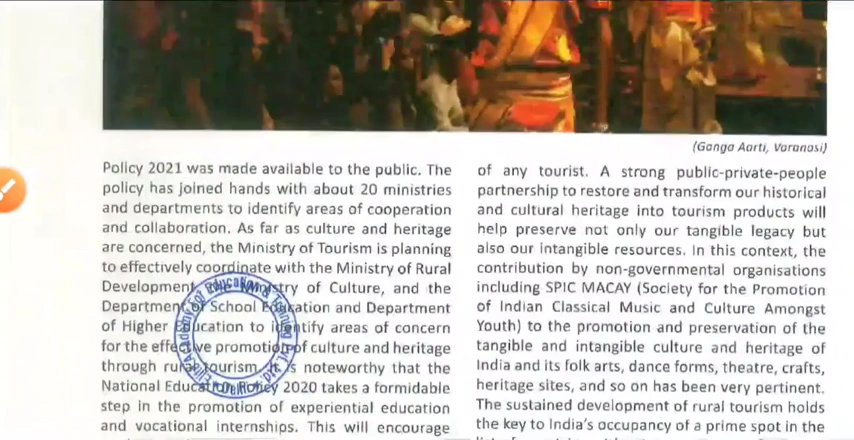 (Ganga Aarti, Varanasi)
Policy 2021 was made available to the public. The
policy has joined hands with about 20 ministries
and departments to identify areas of cooperation
and collaboration. As far as culture and heritage
are concerned, the Ministry of Tourism is planning
to effectively coordinate with the Ministry of Rural
Development, the Ministry of Culture, and the
Department of School Education and Department
of Higher Education to identify areas of concern
for the effective promotion of culture and heritage
through rural tourism. It is noteworthy that the
National Education Policy 2020 takes a formidable
step in the promotion of experiential education
and vocational internships. This will encourage
of any tourist. A strong public-private-people
partnership to restore and transform our historical
and cultural heritage into tourism products will
help preserve not only our tangible legacy but
also our intangible resources. In this context, the
contribution by non-governmental organisations
including SPIC MACAY (Society for the Promotion
of Indian Classical Music and Culture Amongst
Youth) to the promotion and preservation of the
tangible and intangible culture and heritage of
India and its folk arts, dance forms, theatre, crafts,
heritage sites, and so on has been very pertinent.
The sustained development of rural tourism holds
the key to India's occupancy of a prime spot in the
Education & Training Pvt. Ltd.